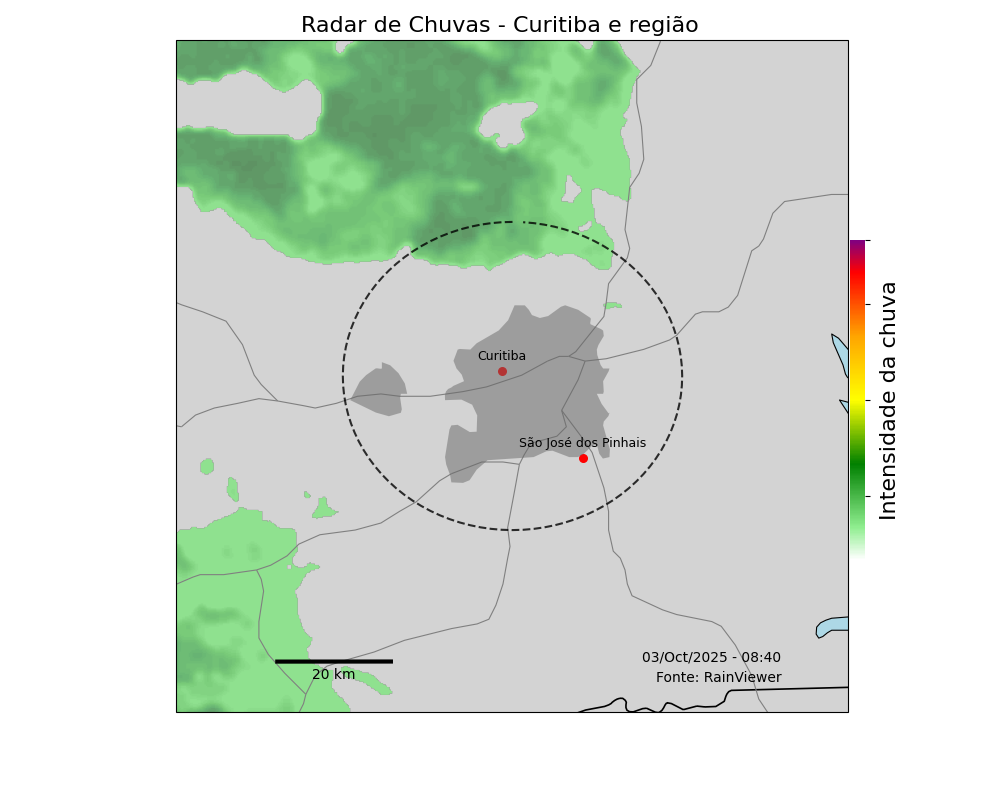 Radar de Chuvas - Curitiba e região
Curitiba
São José dos Pinhais
Intensidade da chuva
20 km
03/Oct/2025 - 08:40
Fonte: RainViewer